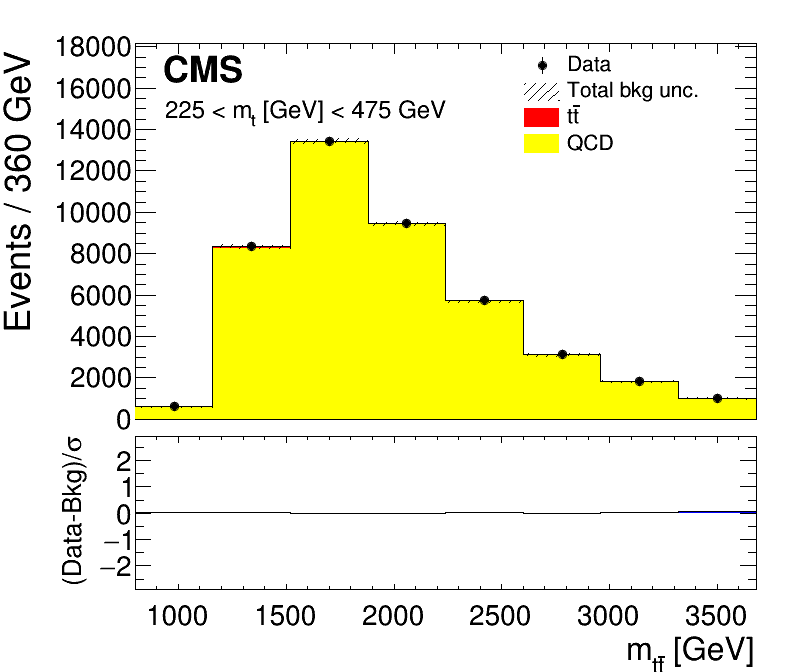 18000
16000
14000
12000
10000
8000
6000
4000
2000
0
Events / 360 GeV
CMS
225 < m_t [GeV] < 475 GeV
Data
Total bkg unc.
tt̄
QCD
2
1
0
−1
−2
(Data-Bkg)/σ
1000 1500 2000 2500 3000 3500
m_tt̄ [GeV]